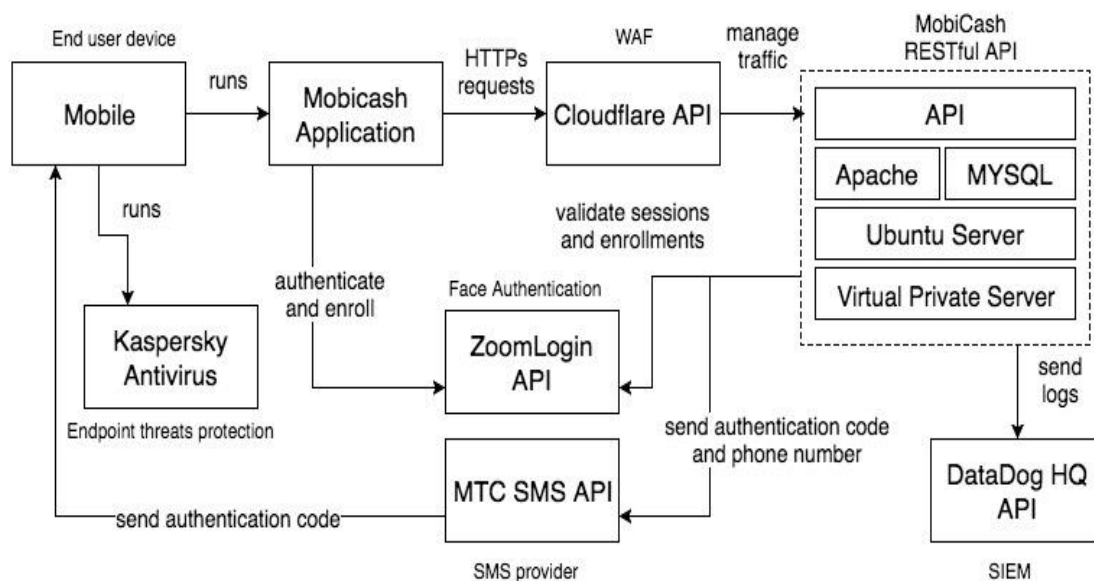 End user device
Mobile
runs
Mobicash
Application
HTTPs
requests
WAF
Cloudflare API
manage
traffic
MobiCash
RESTful API
API
Apache
MYSQL
Ubuntu Server
Virtual Private Server
runs
Kaspersky
Antivirus
Endpoint threats protection
authenticate
and enroll
validate sessions
and enrollments
Face Authentication
ZoomLogin
API
send authentication code
and phone number
MTC SMS API
SMS provider
send authentication code
send
logs
DataDog HQ
API
SIEM